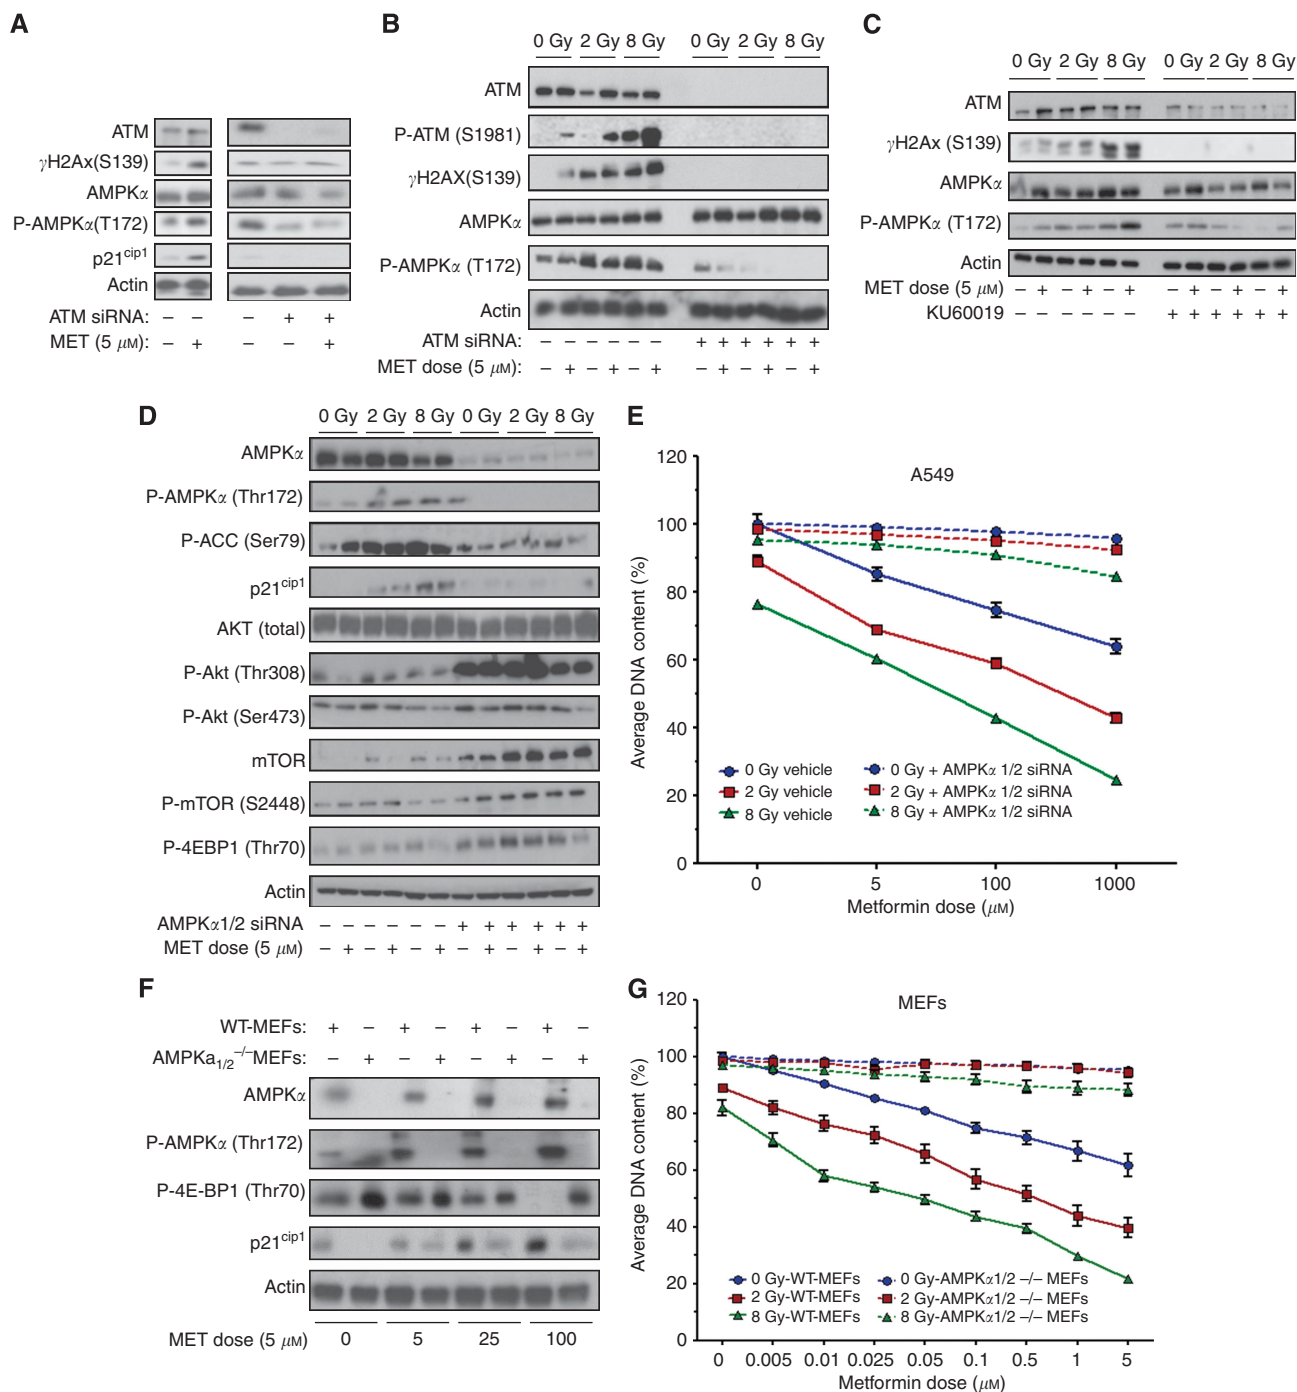 A
ATM
γH2Ax(S139)
AMPKα
P-AMPKα(T172)
p21cip1
Actin
ATM siRNA: – – – + +
MET (5 μM): – + – – +
B
0 Gy 2 Gy 8 Gy 0 Gy 2 Gy 8 Gy
ATM
P-ATM (S1981)
γH2AX(S139)
AMPKα
P-AMPKα (T172)
Actin
ATM siRNA: + + + + + +
MET dose (5 μM): – + – + – + – + – + – +
C
0 Gy 2 Gy 8 Gy 0 Gy 2 Gy 8 Gy
ATM
γH2Ax (S139)
AMPKα
P-AMPKα (T172)
Actin
MET dose (5 μM) – + – + – + – + – + – +
KU60019 – – – – – – + + + + + +
D
0 Gy 2 Gy 8 Gy 0 Gy 2 Gy 8 Gy
AMPKα
P-AMPKα (Thr172)
P-ACC (Ser79)
p21cip1
AKT (total)
P-Akt (Thr308)
P-Akt (Ser473)
mTOR
P-mTOR (S2448)
P-4EBP1 (Thr70)
Actin
AMPKα1/2 siRNA – – – – – – + + + + + +
MET dose (5 μM) – + – + – + – + – + – +
E
A549
Average DNA content (%)
120
100
80
60
40
20
0
0 Gy vehicle
2 Gy vehicle
8 Gy vehicle
0 Gy + AMPKα 1/2 siRNA
2 Gy + AMPKα 1/2 siRNA
8 Gy + AMPKα 1/2 siRNA
0 5 100 1000
Metformin dose (μM)
F
WT-MEFs: + – + – + – + –
AMPKa1/2–/–MEFs: – + – + – + – +
AMPKα
P-AMPKα (Thr172)
P-4E-BP1 (Thr70)
p21cip1
Actin
MET dose (5 μM) 0 5 25 100
G
MEFs
Average DNA content (%)
120
100
80
60
40
20
0
0 Gy-WT-MEFs
2 Gy-WT-MEFs
8 Gy-WT-MEFs
0 Gy-AMPKα1/2 –/– MEFs
2 Gy-AMPKα1/2 –/– MEFs
8 Gy-AMPKα1/2 –/– MEFs
0 0.005 0.01 0.025 0.05 0.1 0.5 1 5
Metformin dose (μM)